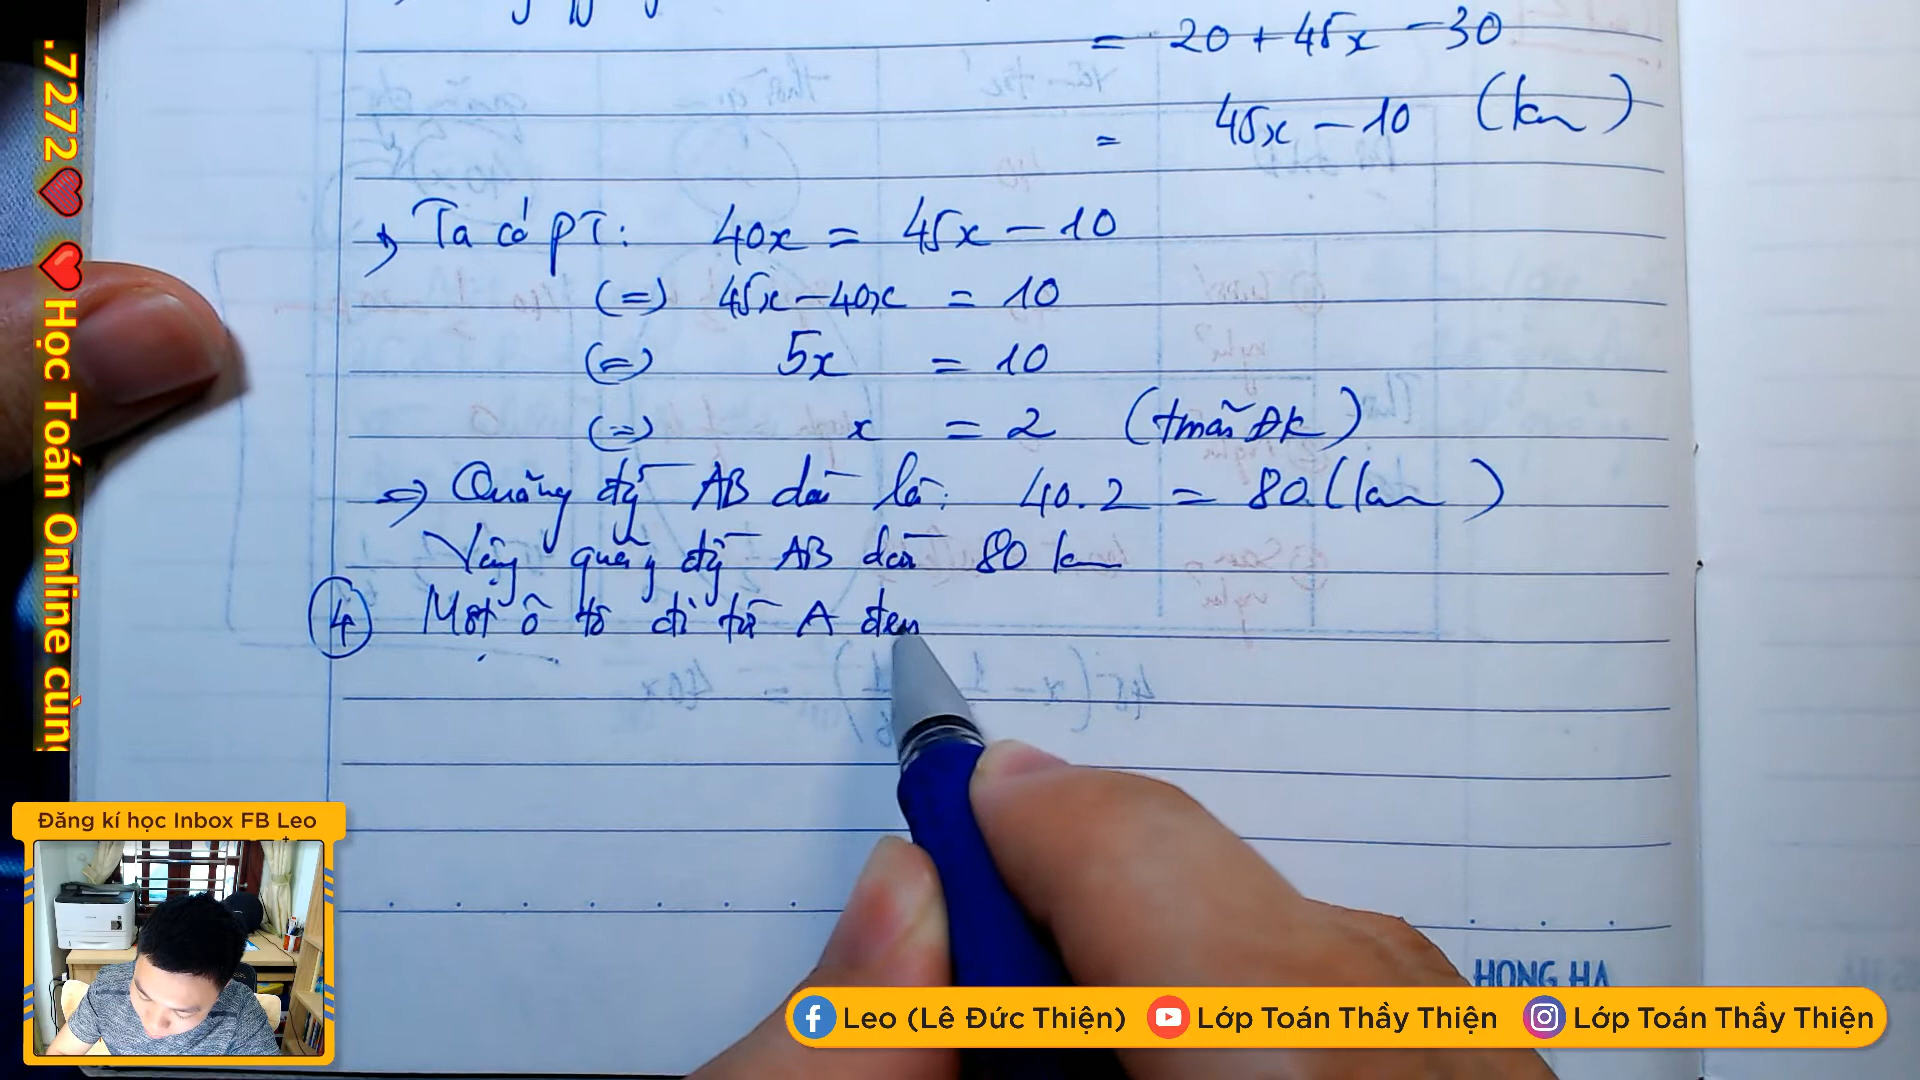 = 20 + 45x - 30
= 45x - 10 (km)
→ Ta có PT: 40x = 45x - 10
(=) 45x - 40x = 10
(=) 5x = 10
(=) x = 2 (tmãn ĐK)
=> Quãng đg AB dài là: 40.2 = 80 (km)
Vậy quãng đg AB dài 80 km
④ Một ô tô đi từ A đen
.7272 ❤ ❤ Học Toán Online cùng
Đăng kí học Inbox FB Leo
HONG HA
Leo (Lê Đức Thiện) Lớp Toán Thầy Thiện Lớp Toán Thầy Thiện